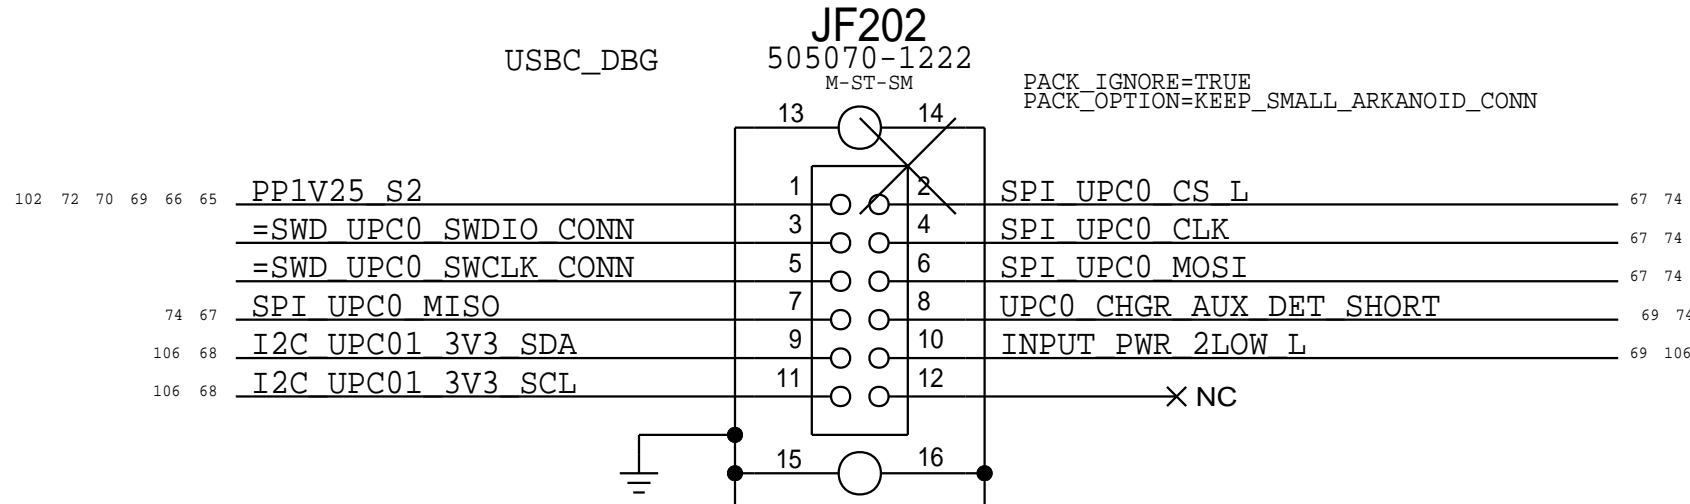 JF202
USBC_DBG 505070-1222
M-ST-SM
PACK_IGNORE=TRUE
PACK_OPTION=KEEP_SMALL_ARKANOID_CONN
13 14
102 72 70 69 66 65 PP1V25_S2 1 2 SPI_UPC0_CS_L 67 74
=SWD_UPC0_SWDIO_CONN 3 4 SPI_UPC0_CLK 67 74
=SWD_UPC0_SWCLK_CONN 5 6 SPI_UPC0_MOSI 67 74
74 67 SPI_UPC0_MISO 7 8 UPC0_CHGR_AUX_DET_SHORT 69 74
106 68 I2C_UPC01_3V3_SDA 9 10 INPUT_PWR_2LOW_L 69 106
106 68 I2C_UPC01_3V3_SCL 11 12 NC
15 16